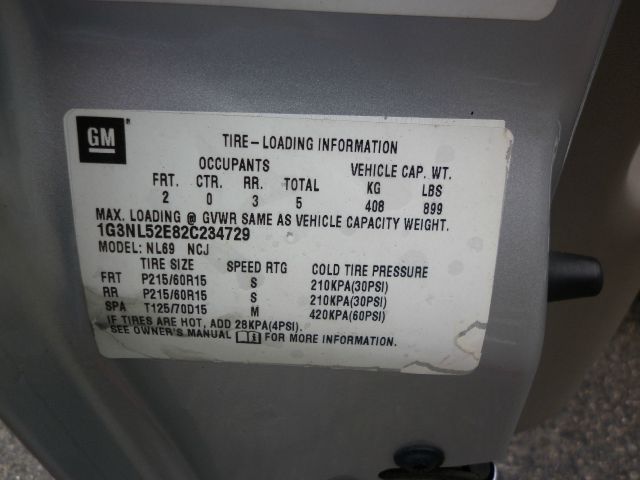 GM
TIRE-LOADING INFORMATION
OCCUPANTS VEHICLE CAP. WT.
FRT. CTR. RR. TOTAL KG LBS
2 0 3 5 408 899
MAX. LOADING @ GVWR SAME AS VEHICLE CAPACITY WEIGHT.
1G3NL52E82C234729
MODEL: NL69 NCJ
TIRE SIZE SPEED RTG COLD TIRE PRESSURE
FRT P215/60R15 S 210KPA(30PSI)
RR P215/60R15 S 210KPA(30PSI)
SPA T125/70D15 M 420KPA(60PSI)
IF TIRES ARE HOT, ADD 28KPA(4PSI).
SEE OWNER'S MANUAL FOR MORE INFORMATION.